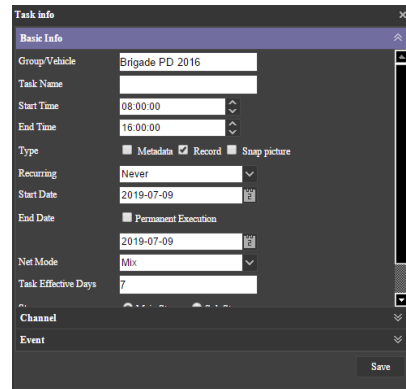 Task info
Basic Info
Group/Vehicle Brigade PD 2016
Task Name
Start Time 08:00:00
End Time 16:00:00
Type Metadata Record Snap picture
Recurring Never
Start Date 2019-07-09
End Date Permanent Execution
2019-07-09
Net Mode Mix
Task Effective Days 7
Channel
Event
Save